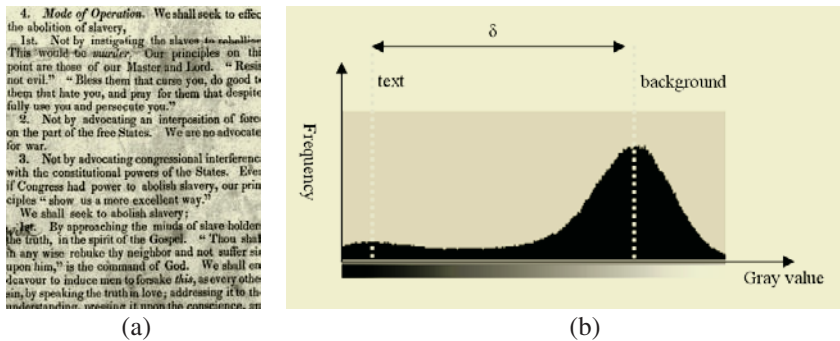 4. Mode of Operation. We shall seek to effec
the abolition of slavery,
1st. Not by instigating the slaves to rebellion
This would be murder. Our principles on thi
point are those of our Master and Lord. “Resis
not evil.” “Bless them that curse you, do good to
them that hate you, and pray for them that despite
fully use you and persecute you.”
2. Not by advocating an interposition of force
on the part of the free States. We are no advocate
for war.
3. Not by advocating congressional interference
with the constitutional powers of the States. Even
if Congress had power to abolish slavery, our prin
ciples “show us a more excellent way.”
We shall seek to abolish slavery;
1st. By approaching the minds of slave holders
the truth, in the spirit of the Gospel. “Thou shal
in any wise rebuke thy neighbor and not suffer sin
upon him,” is the command of God. We shall en
deavour to induce men to forsake this, as every othe
sin, by speaking the truth in love; addressing it to the
understanding, pressing it upon the conscience, an
(a)
δ
text
background
Frequency
Gray value
(b)